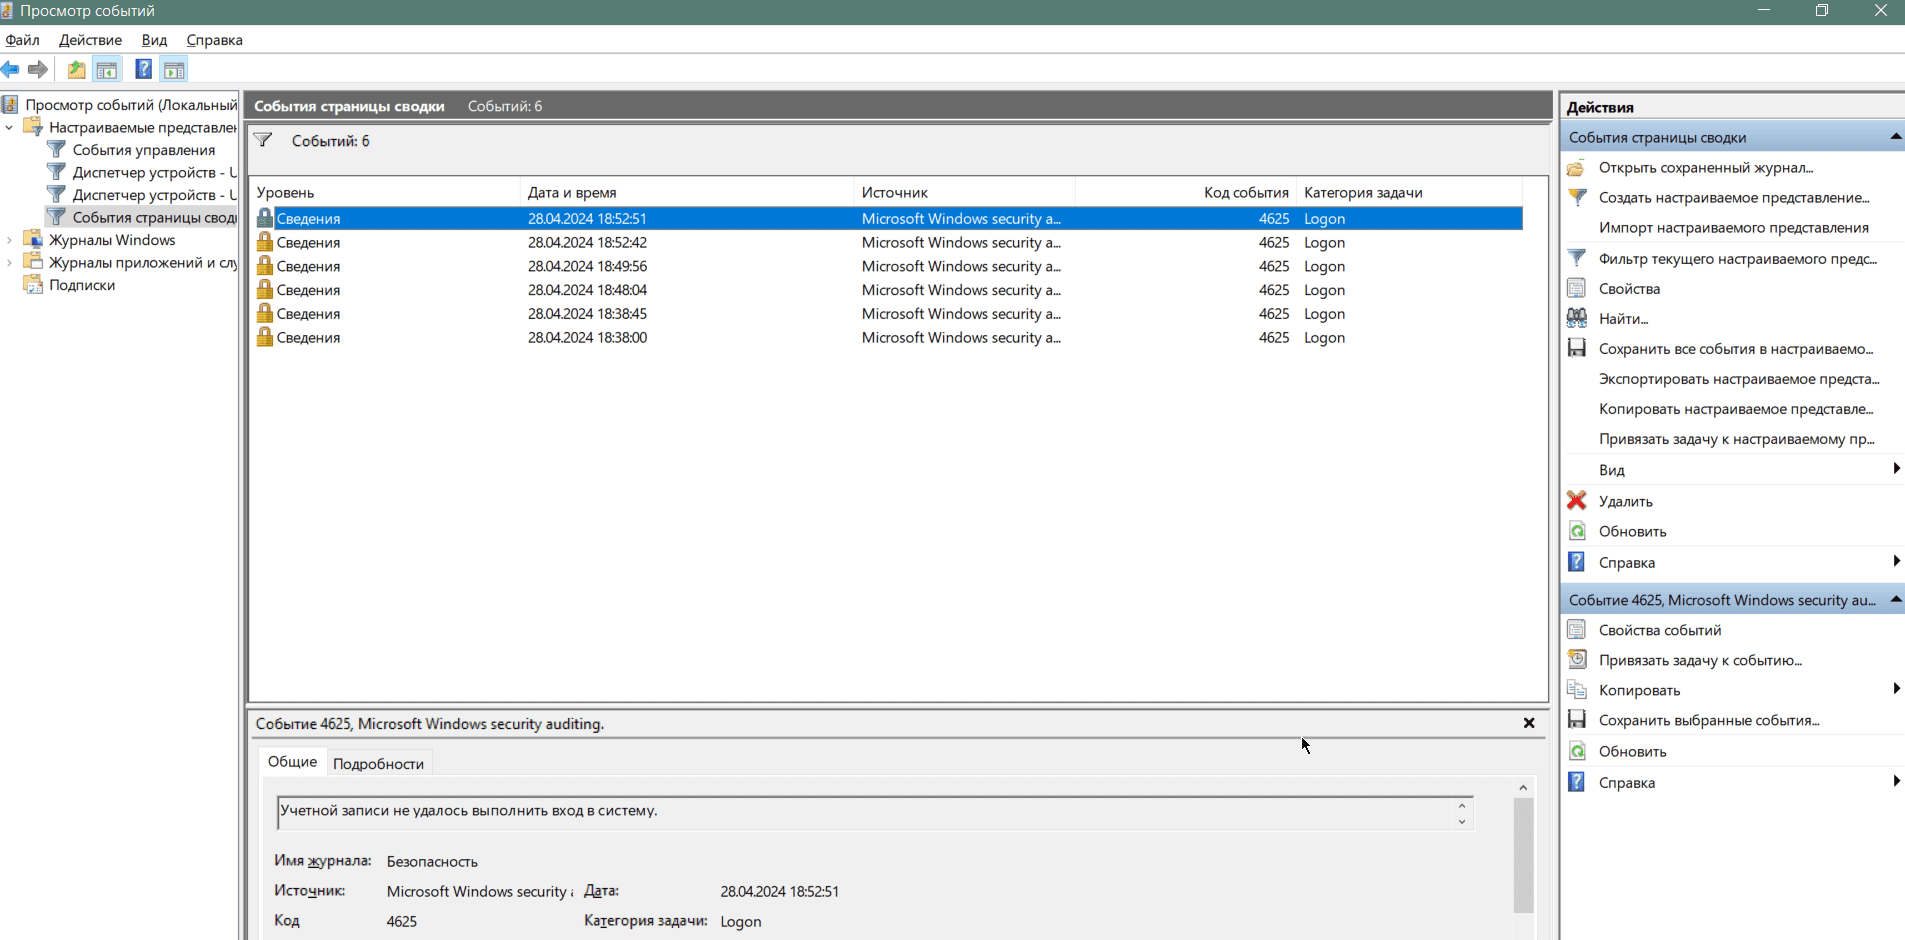 Просмотр событий
Файл Действие Вид Справка
Просмотр событий (Локальный
Настраиваемые представле
События управления
Диспетчер устройств - U
Диспетчер устройств - U
События страницы свод
Журналы Windows
Журналы приложений и слу
Подписки
События страницы сводки Событий: 6
Событий: 6
Уровень Дата и время Источник Код события Категория задачи
Сведения 28.04.2024 18:52:51 Microsoft Windows security a... 4625 Logon
Сведения 28.04.2024 18:52:42 Microsoft Windows security a... 4625 Logon
Сведения 28.04.2024 18:49:56 Microsoft Windows security a... 4625 Logon
Сведения 28.04.2024 18:48:04 Microsoft Windows security a... 4625 Logon
Сведения 28.04.2024 18:38:45 Microsoft Windows security a... 4625 Logon
Сведения 28.04.2024 18:38:00 Microsoft Windows security a... 4625 Logon
Событие 4625, Microsoft Windows security auditing.
Общие Подробности
Учетной записи не удалось выполнить вход в систему.
Имя журнала: Безопасность
Источник: Microsoft Windows security Дата: 28.04.2024 18:52:51
Код 4625 Категория задачи: Logon
Действия
События страницы сводки
Открыть сохраненный журнал...
Создать настраиваемое представление...
Импорт настраиваемого представления
Фильтр текущего настраиваемого предс...
Свойства
Найти...
Сохранить все события в настраиваемо...
Экспортировать настраиваемое предста...
Копировать настраиваемое представле...
Привязать задачу к настраиваемому пр...
Вид
Удалить
Обновить
Справка
Событие 4625, Microsoft Windows security au...
Свойства событий
Привязать задачу к событию...
Копировать
Сохранить выбранные события...
Обновить
Справка